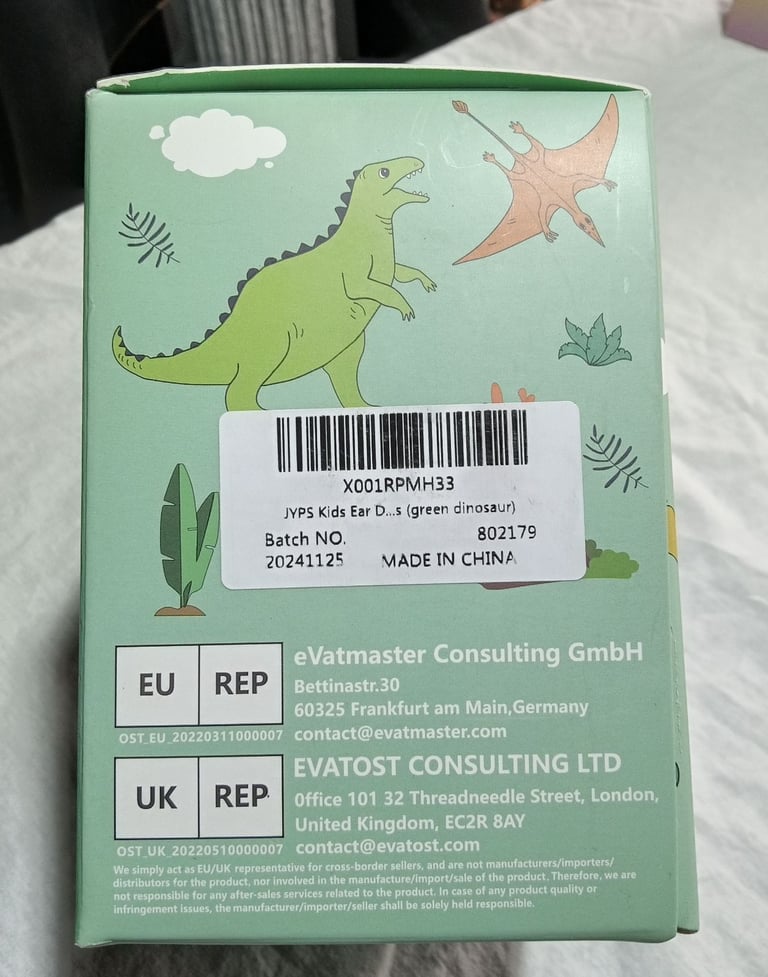 X001RPMH33
JYPS Kids Ear D...s (green dinosaur)
Batch NO. 802179
20241125 MADE IN CHINA
EU REP
OST_EU_20220311000007
eVatmaster Consulting GmbH
Bettinastr.30
60325 Frankfurt am Main,Germany
contact@evatmaster.com
UK REP
OST_UK_20220510000007
EVATOST CONSULTING LTD
Office 101 32 Threadneedle Street, London,
United Kingdom, EC2R 8AY
contact@evatost.com
We simply act as EU/UK representative for cross-border sellers, and are not manufacturers/importers/
distributors for the product, nor involved in the manufacture/import/sale of the product. Therefore, we are
not responsible for any after-sales services related to the product. In case of any product quality or
infringement issues, the manufacturer/importer/seller shall be solely held responsible.